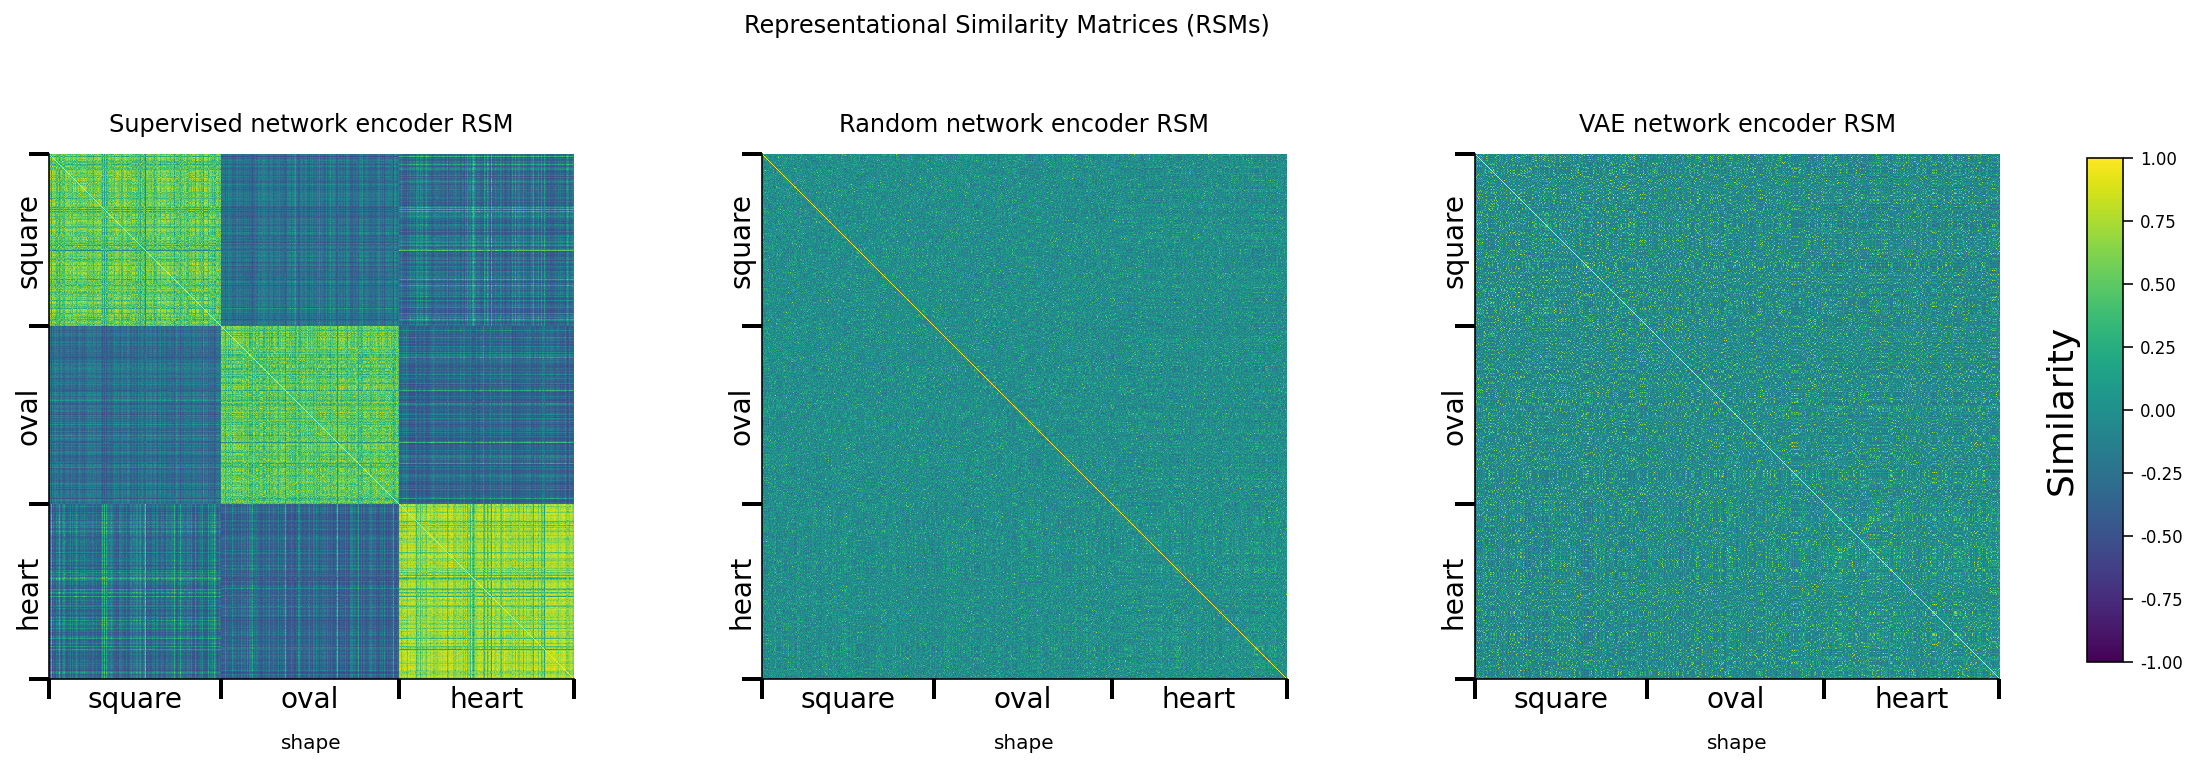 Representational Similarity Matrices (RSMs)
Supervised network encoder RSM
square
oval
heart
square oval heart
shape
Random network encoder RSM
square
oval
heart
square oval heart
shape
VAE network encoder RSM
square
oval
heart
square oval heart
shape
Similarity
1.00
0.75
0.50
0.25
0.00
-0.25
-0.50
-0.75
-1.00